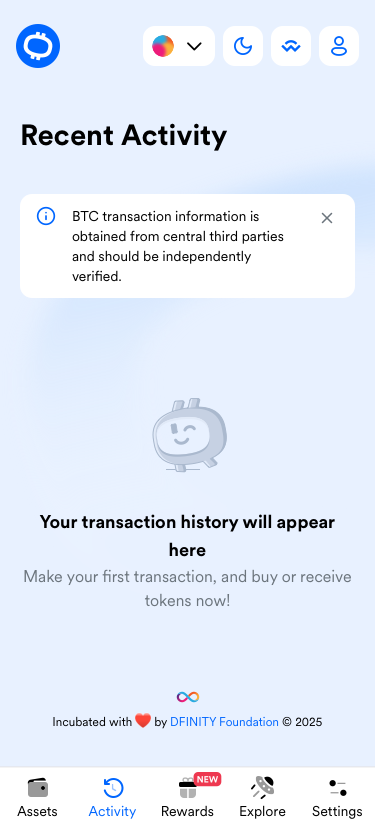 Recent Activity
BTC transaction information is
obtained from central third parties
and should be independently
verified.
Your transaction history will appear
here
Make your first transaction, and buy or receive
tokens now!
Incubated with ❤️ by DFINITY Foundation © 2025
NEW
Assets Activity Rewards Explore Settings